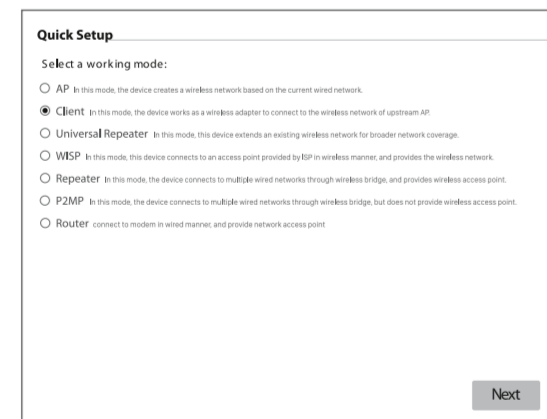 Quick Setup
Select a working mode:
AP In this mode, the device creates a wireless network based on the current wired network.
Client In this mode, the device works as a wireless adapter to connect to the wireless network of upstream AP.
Universal Repeater In this mode, this device extends an existing wireless network for broader network coverage.
WISP In this mode, this device connects to an access point provided by ISP in wireless manner, and provides the wireless network.
Repeater In this mode, the device connects to multiple wired networks through wireless bridge, and provides wireless access point.
P2MP In this mode, the device connects to multiple wired networks through wireless bridge, but does not provide wireless access point.
Router connect to modem in wired manner, and provide network access point
Next